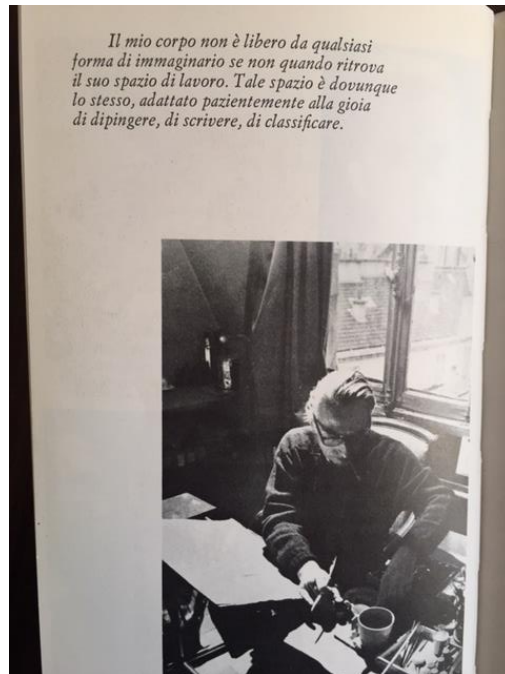 Il mio corpo non è libero da qualsiasi
forma di immaginario se non quando ritrova
il suo spazio di lavoro. Tale spazio è dovunque
lo stesso, adattato pazientemente alla gioia
di dipingere, di scrivere, di classificare.